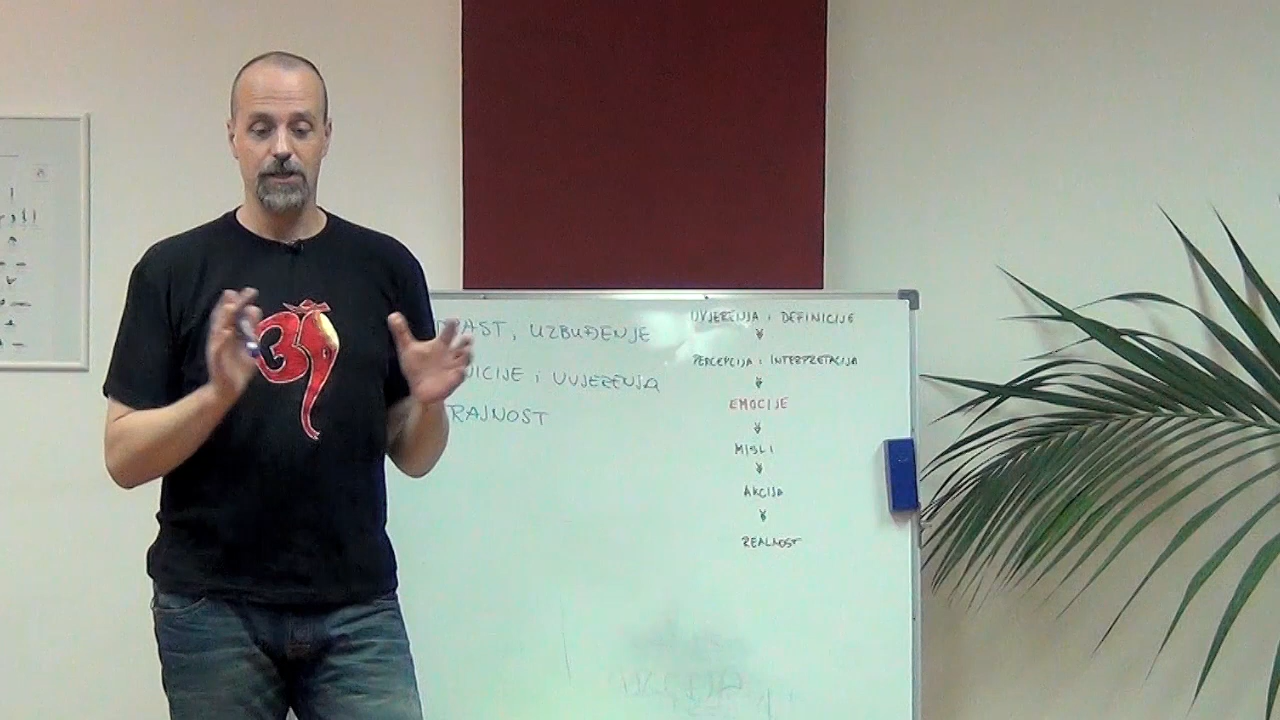 UZBUĐENJE
i UVJERENJA
UVJERENJA i DEFINICIJE
PERCEPCIJA i INTERPRETACIJA
EMOCIJE
MISLI
AKCIJA
REALNOST